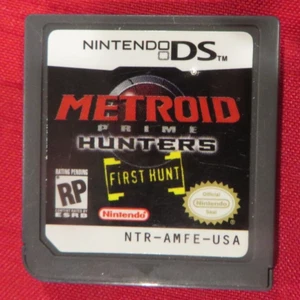 NINTENDO DS
METROID
PRIME
HUNTERS
FIRST HUNT
RATING PENDING
RP
ESRB
Nintendo
Official
Nintendo
Seal
NTR-AMFE-USA